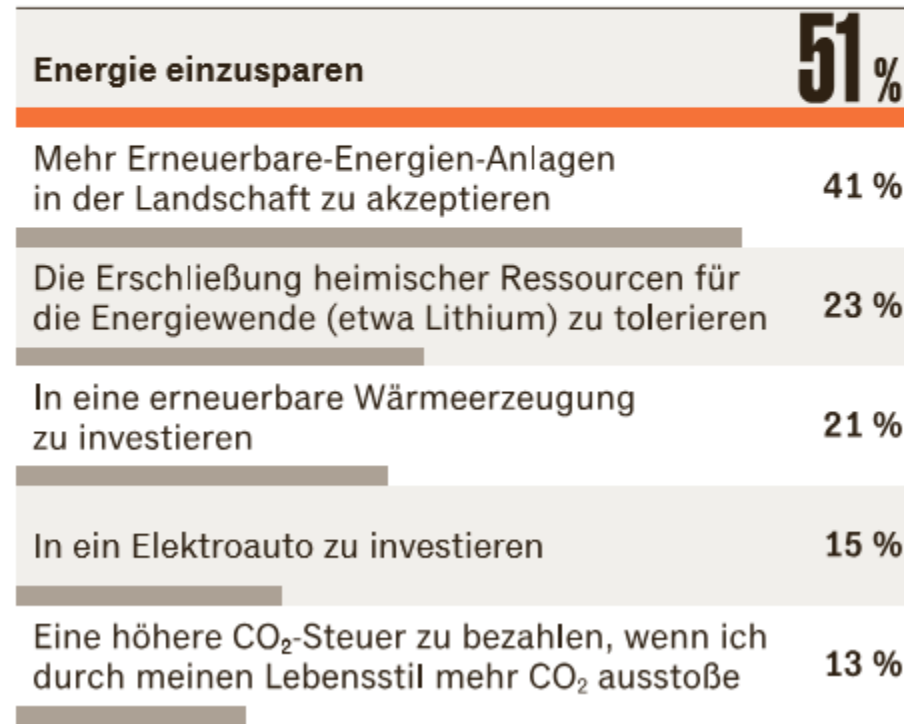 Energie einzusparen 51 %
Mehr Erneuerbare-Energien-Anlagen
in der Landschaft zu akzeptieren 41 %
Die Erschließung heimischer Ressourcen für
die Energiewende (etwa Lithium) zu tolerieren 23 %
In eine erneuerbare Wärmeerzeugung
zu investieren 21 %
In ein Elektroauto zu investieren 15 %
Eine höhere CO₂-Steuer zu bezahlen, wenn ich
durch meinen Lebensstil mehr CO₂ ausstoße 13 %